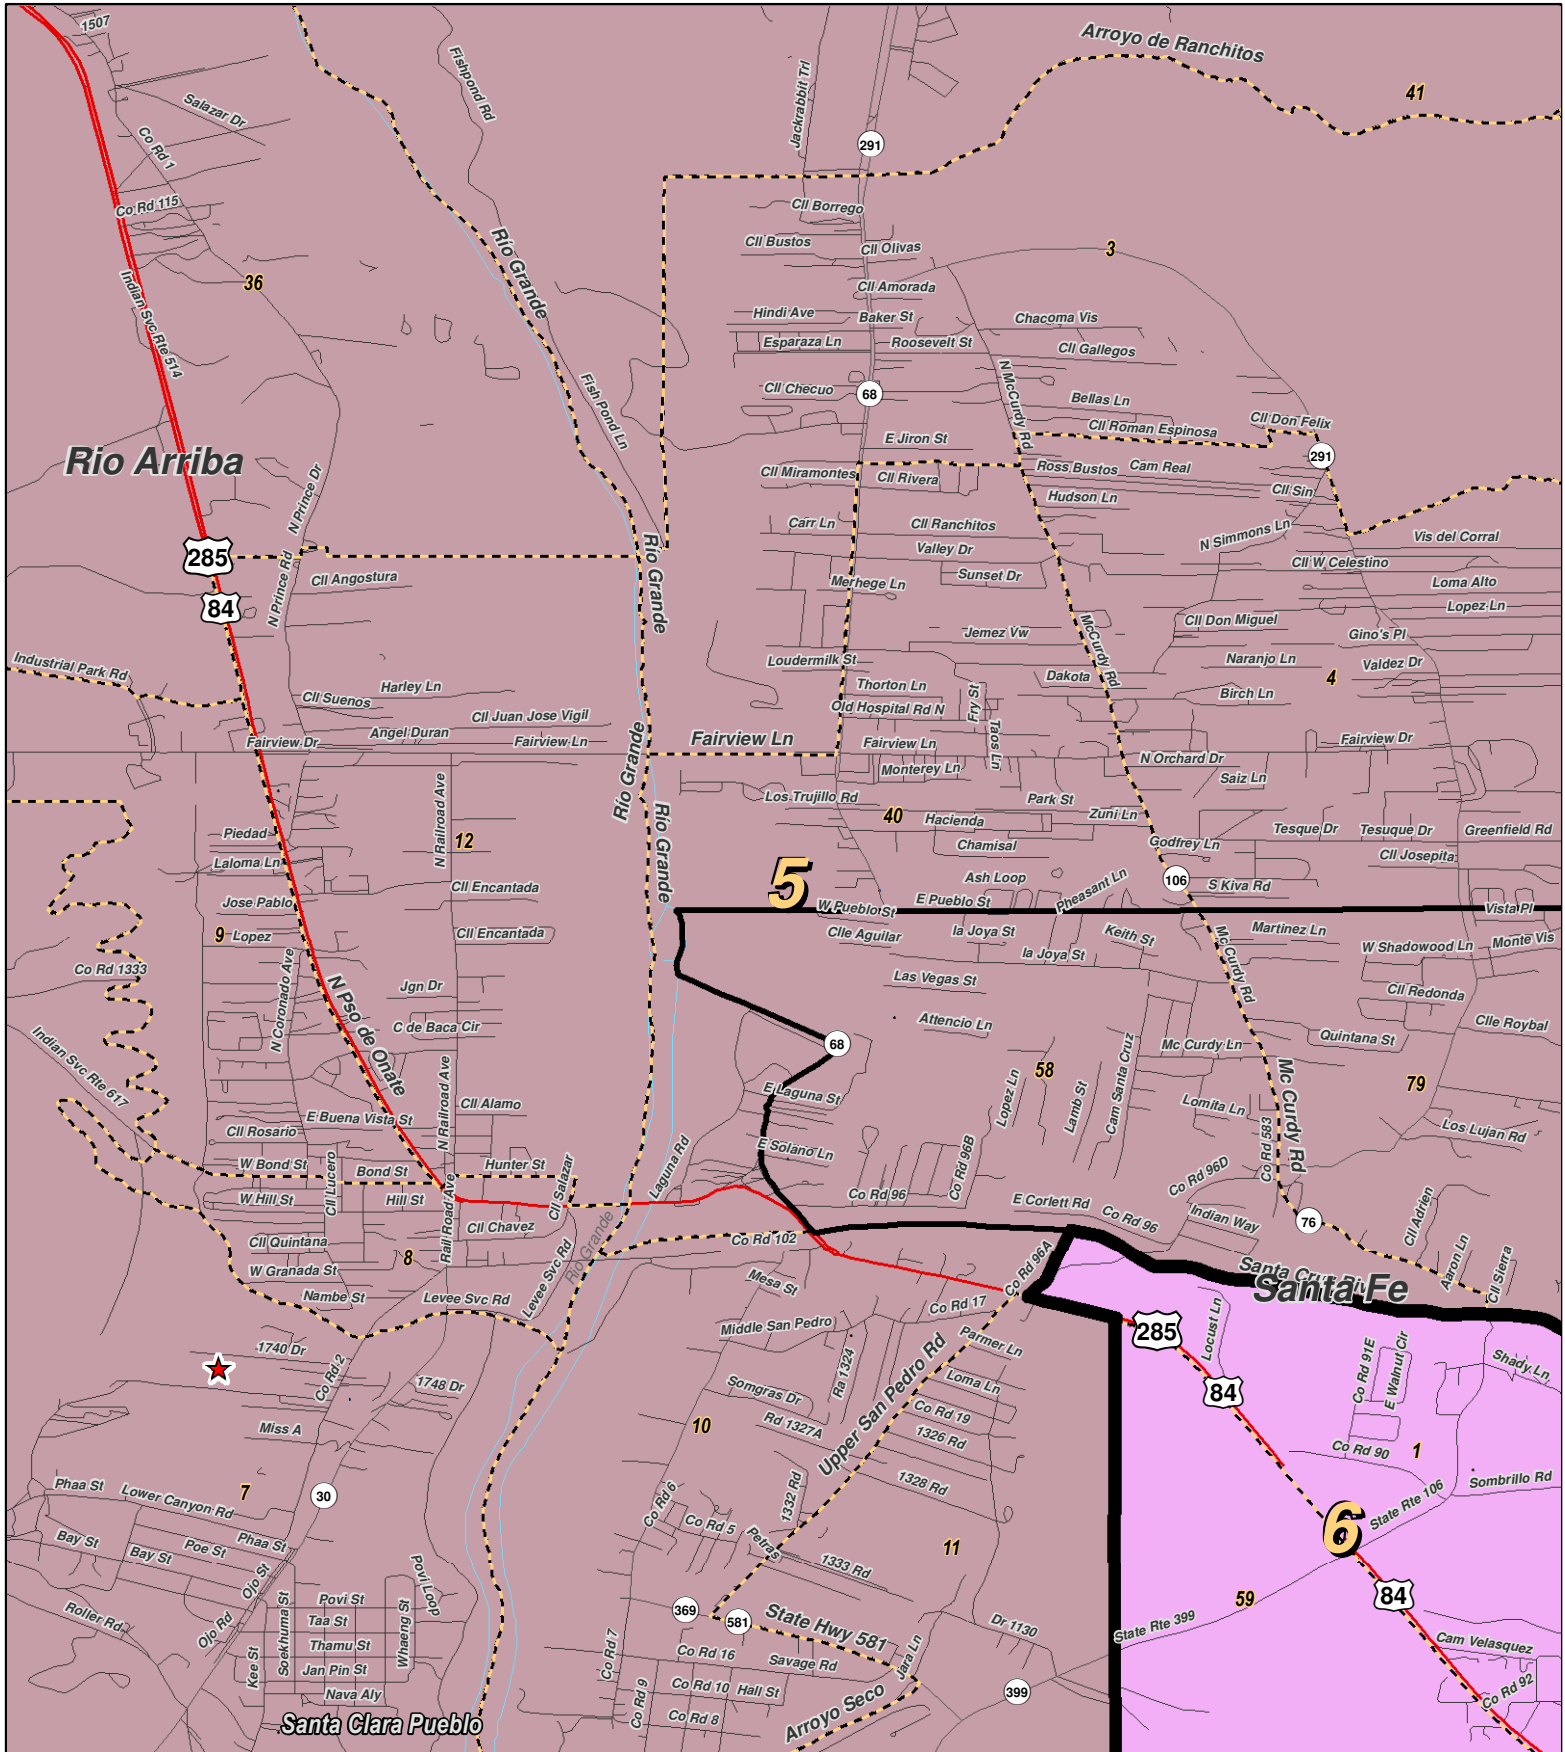 1507
Arroyo de Ranchitos
Fishpond Rd
Jackrabbit Trl
41
Salazar Dr
Co Rd 1
291
Co Rd 115
Cll Borrego
Cll Bustos
Cll Olivas
3
Rio Grande
36
Indian Svc Rte 514
Cll Amorada
Hindi Ave
Baker St
Chacoma Vis
Esparaza Ln
Roosevelt St
Cll Gallegos
Fish Pond Ln
Cll Checuo
68
N McCurdy Rd
Bellas Ln
Cll Roman Espinosa
Cll Don Felix
E Jiron St
291
Rio Arriba
Cll Miramontes
Cll Rivera
Ross Bustos
Cam Real
N Prince Dr
Hudson Ln
Cll Sin
Carr Ln
Cll Ranchitos
N Simmons Ln
Vis del Corral
285
Valley Dr
Cll W Celestino
N Prince Rd
Cll Angostura
Rio Grande
Merhege Ln
Sunset Dr
Loma Alto
84
Lopez Ln
Cll Don Miguel
Jemez Vw
McCurdy Rd
Gino's Pl
Industrial Park Rd
Loudermilk St
Naranjo Ln
Valdez Dr
4
Dakota
Harley Ln
Thorton Ln
Birch Ln
Cll Suenos
Fry St
Old Hospital Rd N
Cll Juan Jose Vigil
Angel Duran
Taos Ln
Fairview Dr
Fairview Ln
Fairview Ln
Fairview Ln
Fairview Dr
Rio Grande
N Orchard Dr
Monterey Ln
Saiz Ln
N Railroad Ave
Los Trujillo Rd
Park St
Rio Grande
40
Zuni Ln
Piedad
12
Hacienda
Tesque Dr
Tesuque Dr
Greenfield Rd
Chamisal
Godfrey Ln
Laloma Ln
Cll Josepita
5
Ash Loop
106
Cll Encantada
Pheasant Ln
S Kiva Rd
Jose Pablo
W Pueblo St
E Pueblo St
Vista Pl
9
Lopez
Cll Encantada
Clle Aguilar
la Joya St
Keith St
Martinez Ln
W Shadowood Ln
Monte Vis
la Joya St
Mc Curdy Rd
Co Rd 1333
N Coronado Ave
N Pso de Onate
Jgn Dr
Las Vegas St
Cll Redonda
C de Baca Cir
Attencio Ln
Clle Roybal
Quintana St
68
Mc Curdy Ln
Indian Svc Rte 617
58
79
N Railroad Ave
E Laguna St
Lopez Ln
Lamb St
Cam Santa Cruz
Mc Curdy Rd
E Buena Vista St
Cll Alamo
Lomita Ln
Cll Rosario
Los Lujan Rd
E Solano Ln
Co Rd 583
W Bond St
Bond St
Hunter St
Laguna Rd
Co Rd 96B
Co Rd 96D
Cll Lucero
Cll Salazar
W Hill St
Hill St
Co Rd 96
E Corlett Rd
Co Rd 96
Indian Way
76
Rail Road Ave
Cll Chavez
Cll Adrien
Cll Quintana
Co Rd 102
Rio Grande
8
Co Rd 96A
Aaron Ln
W Granada St
Levee Svc Rd
Mesa St
Santa Fe
Cll Sierra
Nambe St
Levee Svc Rd
Co Rd 17
Middle San Pedro
285
Locust Ln
Parmer Ln
1740 Dr
Ra 1324
Co Rd 91E
E Walnut Cir
Shady Ln
Co Rd 2
1748 Dr
Somgras Dr
Upper San Pedro Rd
Loma Ln
84
Miss A
10
Rd 1327A
Co Rd 19
1326 Rd
Co Rd 90
1
Phaa St
7
30
1328 Rd
Sombrillo Rd
Lower Canyon Rd
Co Rd 6
1332 Rd
State Rte 106
Bay St
Poe St
Phaa St
Co Rd 5
Petras
6
Bay St
11
1333 Rd
Ojo St
Povi Loop
Roller Rd
Povi St
59
84
Ojo Rd
Soekhuma St
Taa St
Whaeng St
369
581
State Hwy 581
Dr 1130
State Rte 399
Kee St
Thamu St
Co Rd 7
Co Rd 16
Savage Rd
Jara Ln
Cam Velasquez
Jan Pin St
Nava Aly
Co Rd 9
Co Rd 10
Hall St
399
Co Rd 92
Santa Clara Pueblo
Co Rd 8
Arroyo Seco